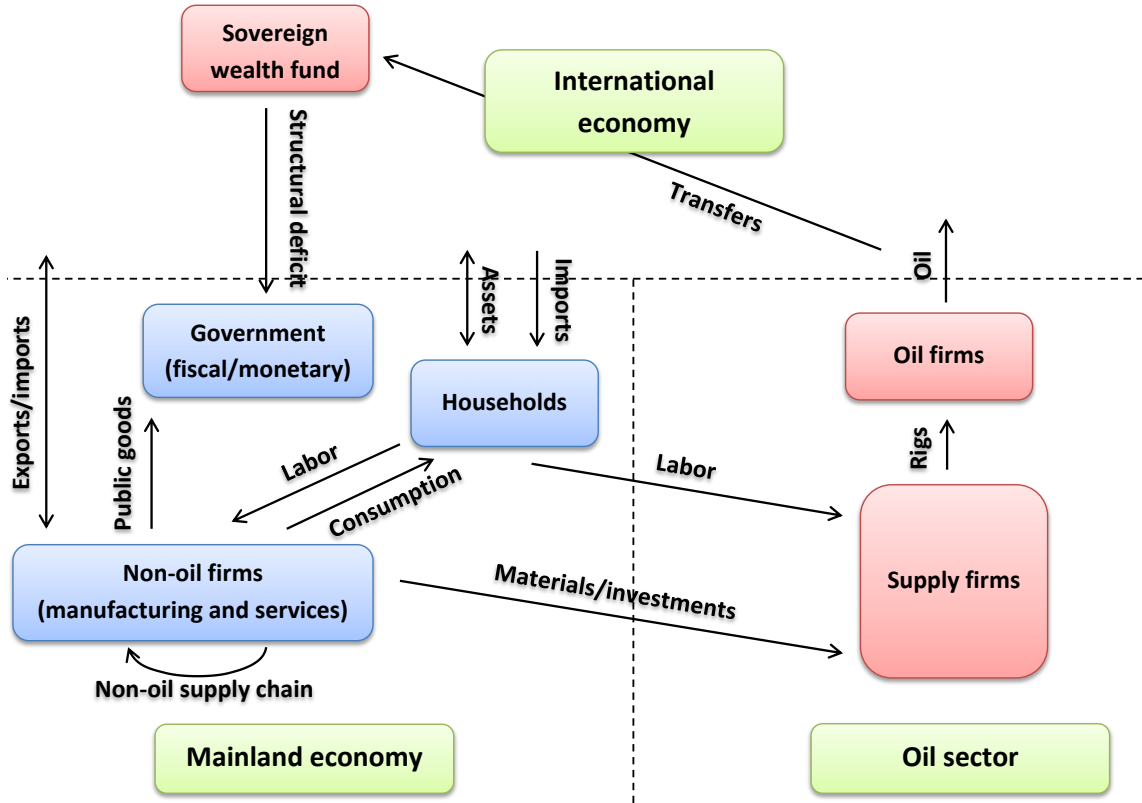 Sovereign
wealth fund
International
economy
Structural deficit
Transfers
Oil
Exports/imports
Assets
Imports
Government
(fiscal/monetary)
Households
Oil firms
Public goods
Labor
Consumption
Labor
Rigs
Non-oil firms
(manufacturing and services)
Materials/investments
Supply firms
Non-oil supply chain
Mainland economy
Oil sector